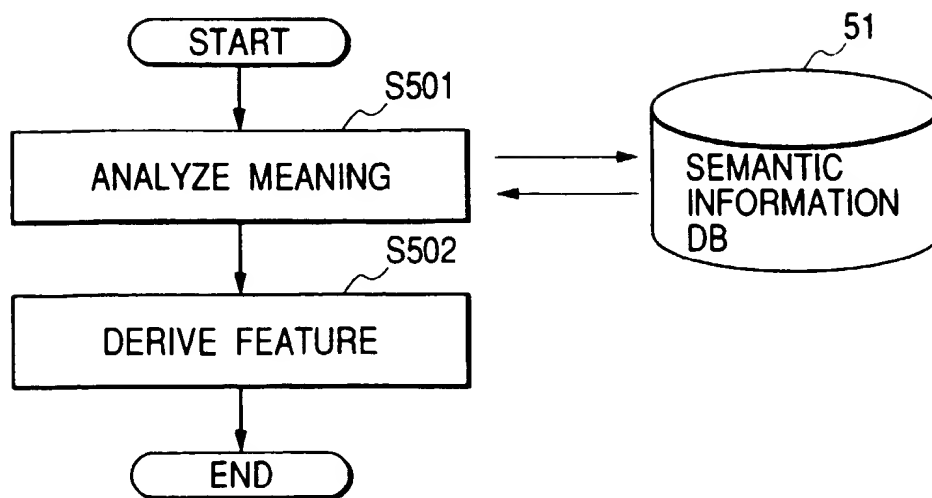 START
S501
ANALYZE MEANING
51
SEMANTIC
INFORMATION
DB
S502
DERIVE FEATURE
END